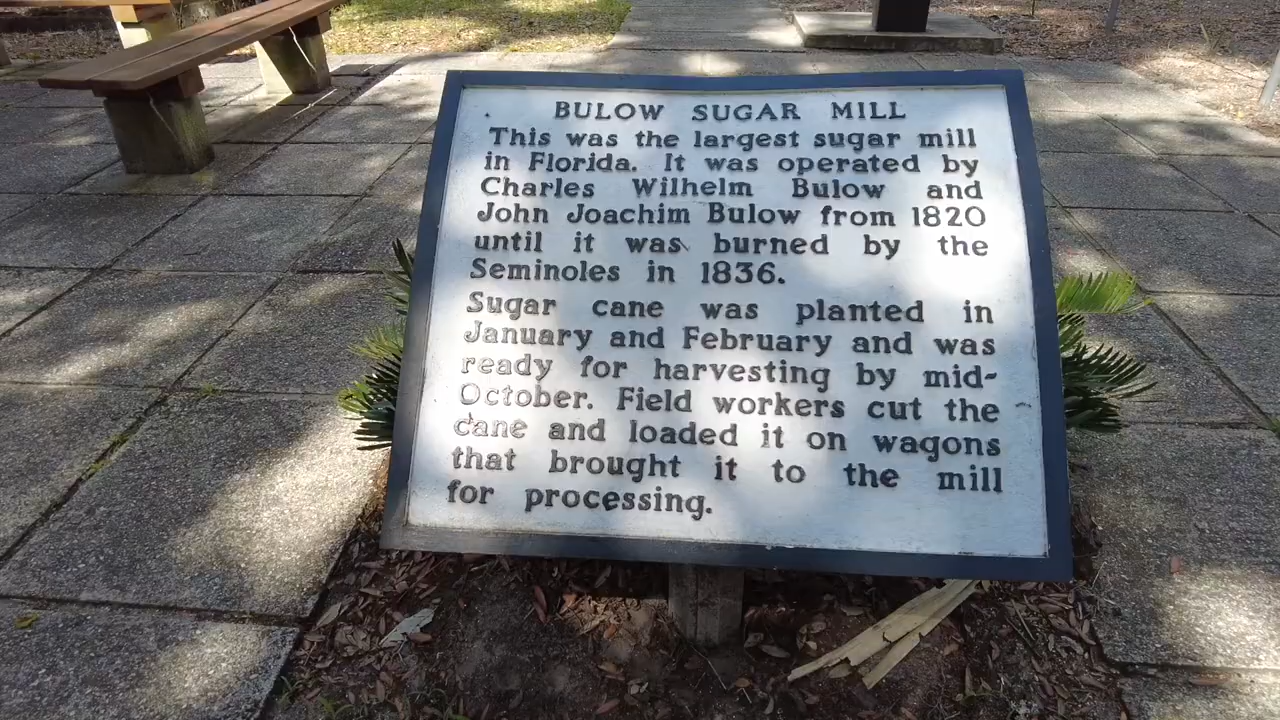 BULOW SUGAR MILL
This was the largest sugar mill
in Florida. It was operated by
Charles Wilhelm Bulow and
John Joachim Bulow from 1820
until it was burned by the
Seminoles in 1836.
Sugar cane was planted in
January and February and was
ready for harvesting by mid-
October. Field workers cut the
cane and loaded it on wagons
that brought it to the mill
for processing.